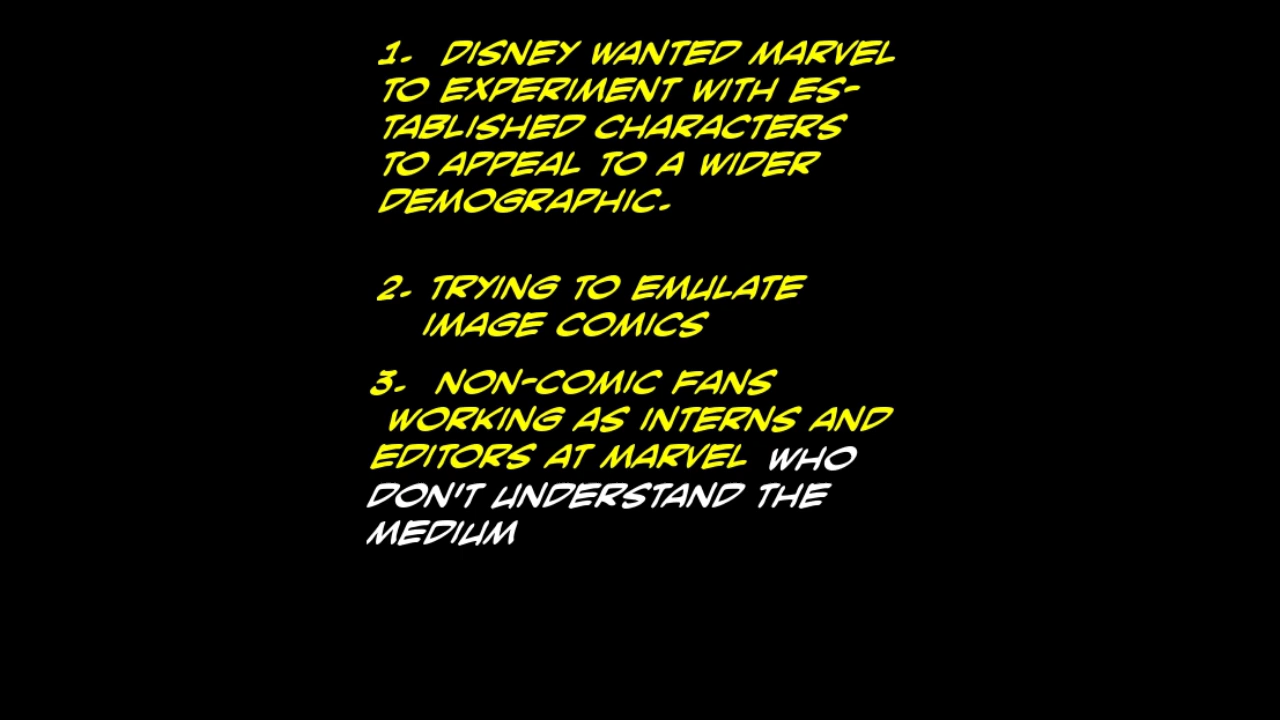 1. DISNEY WANTED MARVEL
TO EXPERIMENT WITH ES-
TABLISHED CHARACTERS
TO APPEAL TO A WIDER
DEMOGRAPHIC.
2. TRYING TO EMULATE
IMAGE COMICS
3. NON-COMIC FANS
WORKING AS INTERNS AND
EDITORS AT MARVEL WHO
DON'T UNDERSTAND THE
MEDIUM